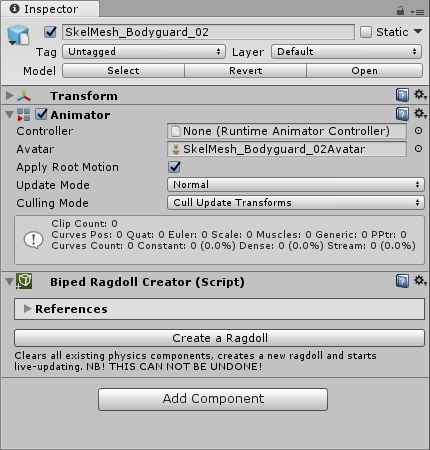 Inspector
SkelMesh_Bodyguard_02 Static
Tag Untagged Layer Default
Model Select Revert Open
Transform
Animator
Controller None (Runtime Animator Controller)
Avatar SkelMesh_Bodyguard_02Avatar
Apply Root Motion
Update Mode Normal
Culling Mode Cull Update Transforms
Clip Count: 0
Curves Pos: 0 Quat: 0 Euler: 0 Scale: 0 Muscles: 0 Generic: 0 PPtr: 0
Curves Count: 0 Constant: 0 (0.0%) Dense: 0 (0.0%) Stream: 0 (0.0%)
Biped Ragdoll Creator (Script)
References
Create a Ragdoll
Clears all existing physics components, creates a new ragdoll and starts
live-updating. NB! THIS CAN NOT BE UNDONE!
Add Component